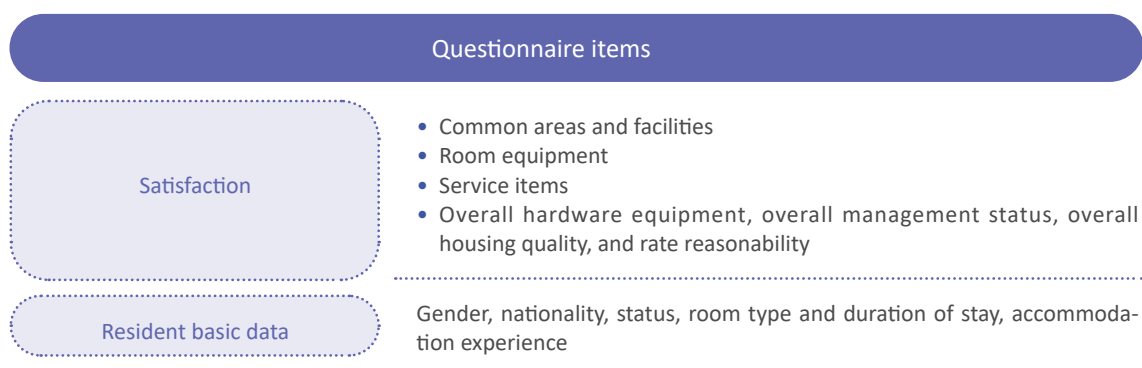 Questionnaire items
Satisfaction
• Common areas and facilities
• Room equipment
• Service items
• Overall hardware equipment, overall management status, overall
housing quality, and rate reasonability
Resident basic data
Gender, nationality, status, room type and duration of stay, accommoda-
tion experience